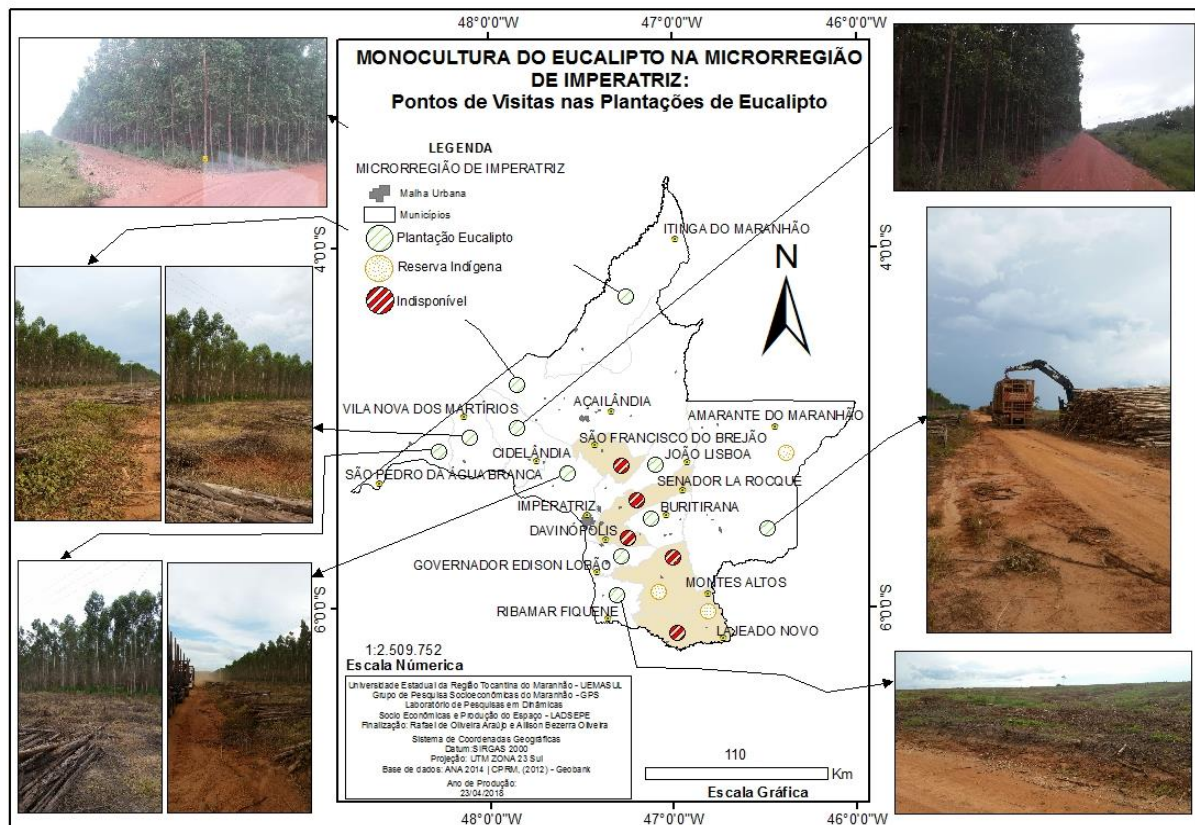 48°0'0"W
47°0'0"W
46°0'0"W
MONOCULTURA DO EUCALIPTO NA MICRORREGIÃO
DE IMPERATRIZ:
Pontos de Visitas nas Plantações de Eucalipto
LEGENDA
MICRORREGIÃO DE IMPERATRIZ
Malha Urbana
Municípios
Plantação Eucalipto
Reserva Indígena
Indisponível
ITINGA DO MARANHÃO
N
4°0'0"S
4°0'0"S
VILA NOVA DOS MARTÍRIOS
AÇAILÂNDIA
AMARANTE DO MARANHÃO
SÃO FRANCISCO DO BREJÃO
CIDELÂNDIA
JOÃO LISBOA
SÃO PEDRO DA ÁGUA BRANCA
SENADOR LA ROCQUE
IMPERATRIZ
BURITIRANA
DAVINÓPOLIS
GOVERNADOR EDISON LOBÃO
MONTES ALTOS
RIBAMAR FIQUENE
LAJEADO NOVO
6°0'0"S
6°0'0"S
1:2.509.752
Escala Númerica
Universidade Estadual da Região Tocantina do Maranhão - UEMASUL
Grupo de Pesquisa Socioeconômicas do Maranhão - GPS
Laboratório de Pesquisas em Dinâmicas
Socio Econômicas e Produção do Espaço - LADSEPE
Finalização: Rafael de Oliveira Araújo e Allison Bezerra Oliveira
Sistema de Coordenadas Geográficas
Datum:SIRGAS 2000
Projeção: UTM ZONA 23 Sul
Base de dados: ANA 2014 | CPRM, (2012) - Geobank
Ano de Produção:
23/04/2018
110
Km
Escala Gráfica
48°0'0"W
47°0'0"W
46°0'0"W